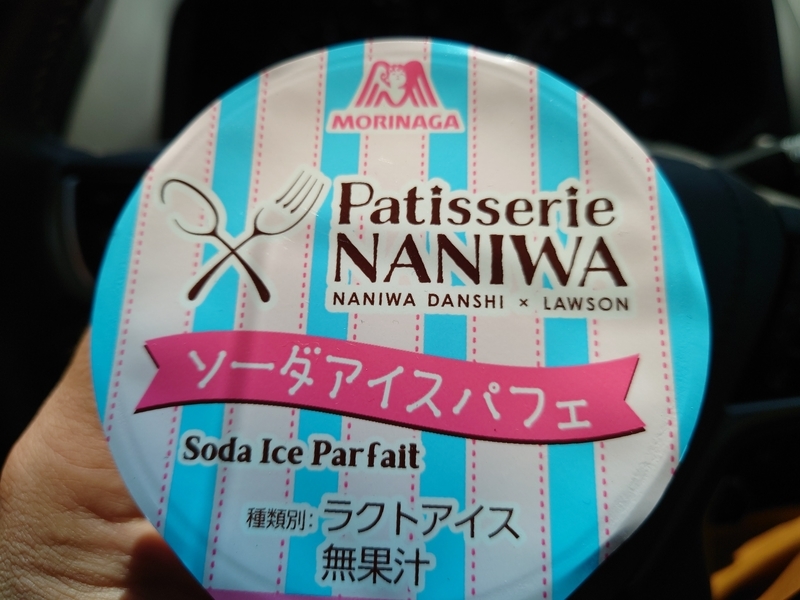 MORINAGA
Patisserie
NANIWA
NANIWA DANSHI × LAWSON
ソーダアイスパフェ
Soda Ice Parfait
種類別:ラクトアイス
無果汁